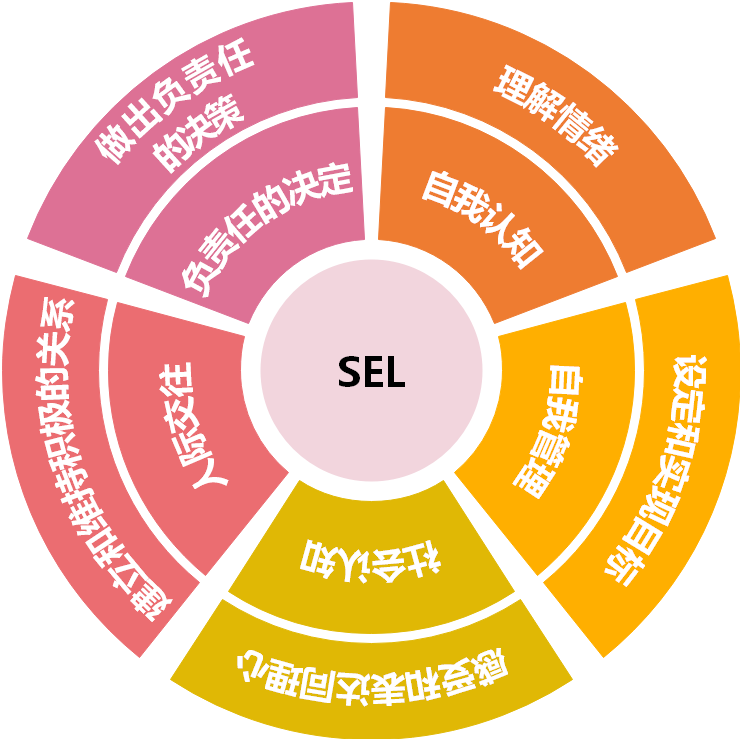 做出负责任
的决策
负责任的决定
理解情绪
自我认知
设定和实现目标
自我管理
感受和表达同理心
社会认知
建立和维持积极的关系
人际交往
SEL